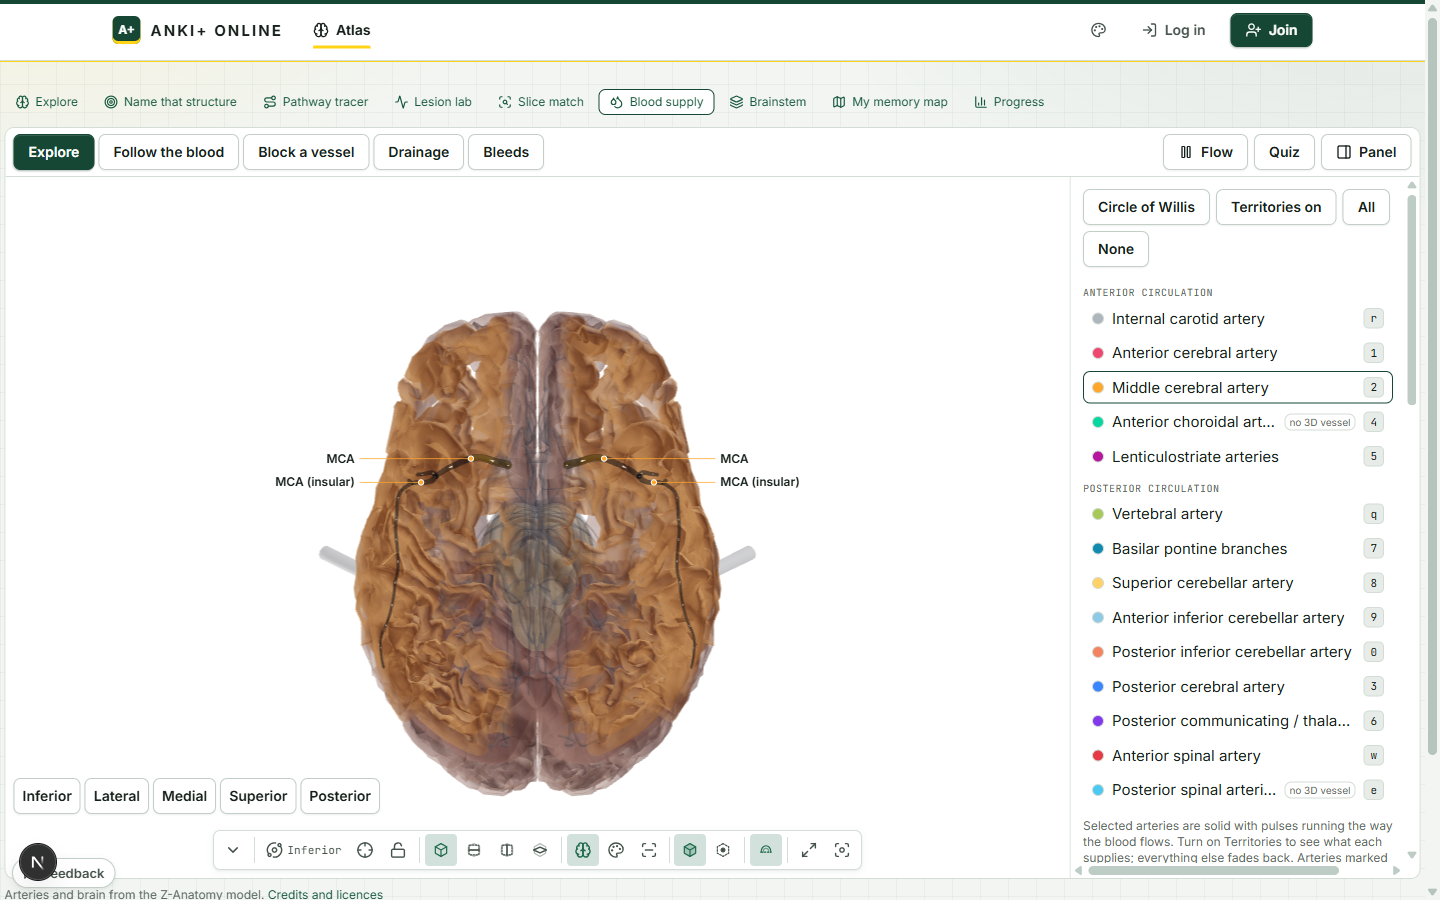 A+ ANKI+ ONLINE Atlas Log in Join
Explore Name that structure Pathway tracer Lesion lab Slice match Blood supply Brainstem My memory map Progress
Explore Follow the blood Block a vessel Drainage Bleeds Flow Quiz Panel
Circle of Willis Territories on All
None
ANTERIOR CIRCULATION
Internal carotid artery r
Anterior cerebral artery 1
Middle cerebral artery 2
Anterior choroidal art... no 3D vessel 4
Lenticulostriate arteries 5
POSTERIOR CIRCULATION
Vertebral artery q
Basilar pontine branches 7
Superior cerebellar artery 8
Anterior inferior cerebellar artery 9
Posterior inferior cerebellar artery 0
Posterior cerebral artery 3
Posterior communicating / thala... 6
Anterior spinal artery w
Posterior spinal arteri... no 3D vessel e
Selected arteries are solid with pulses running the way
the blood flows. Turn on Territories to see what each
supplies; everything else fades back. Arteries marked
MCA MCA
MCA (insular) MCA (insular)
Inferior Lateral Medial Superior Posterior
Inferior
N eedback
Arteries and brain from the Z-Anatomy model. Credits and licences